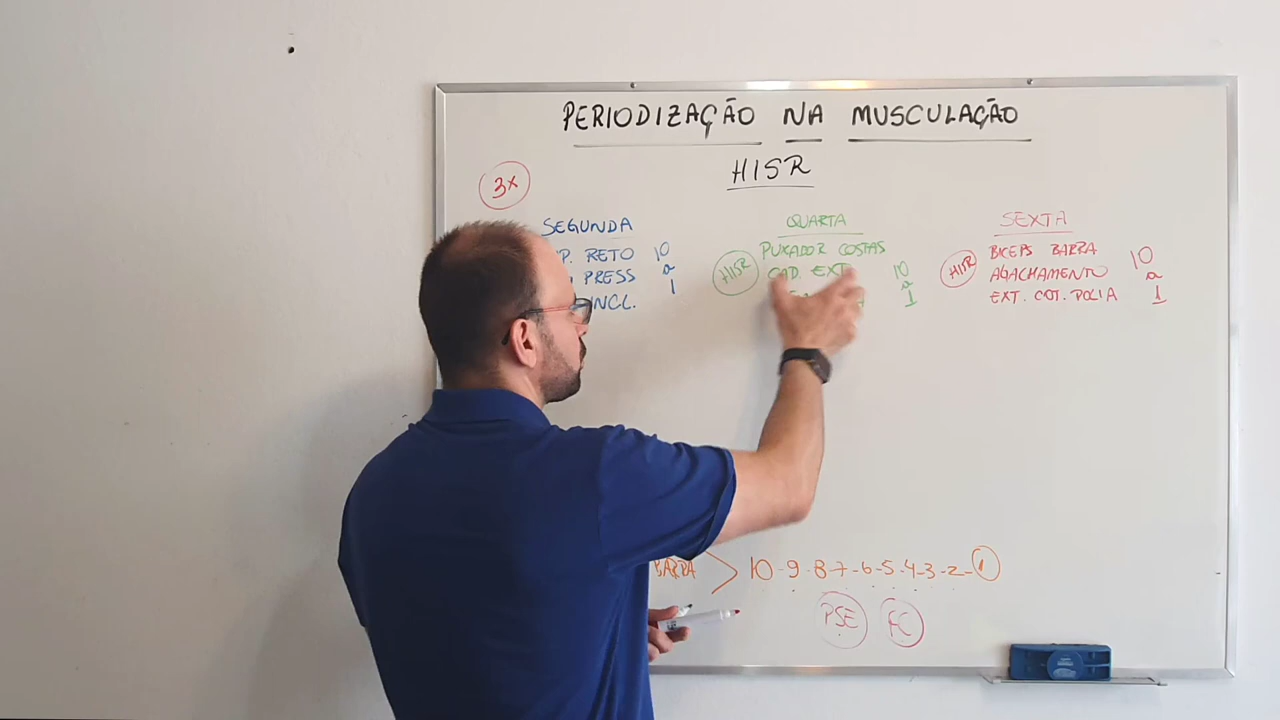 PERIODIZAÇÃO NA MUSCULAÇÃO
HISR
3x
SEGUNDA
P. RETO 10
PRESS a
INCL. 1
QUARTA
HISR
PUXADOR COSTAS
CAD. EXT 10
a
1
SEXTA
HISR
BICEPS BARRA 10
AGACHAMENTO a
EXT. COT. POLIA 1
BARRA > 10-9-8-7-6-5-4-3-2-1
PSE FC